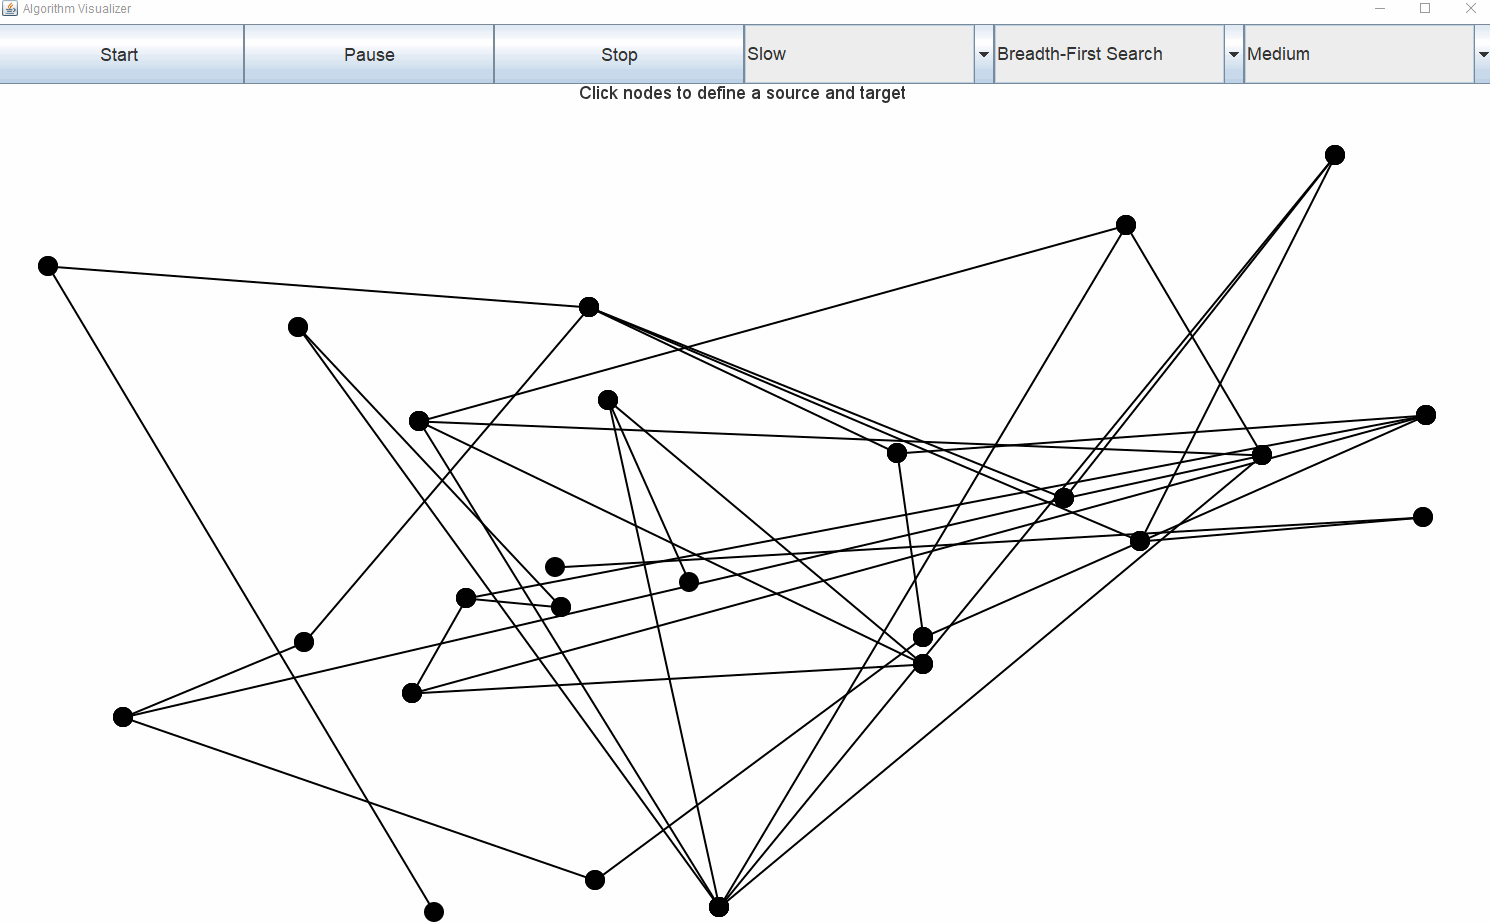 Algorithm Visualizer
Start Pause Stop Slow Breadth-First Search Medium
Click nodes to define a source and target